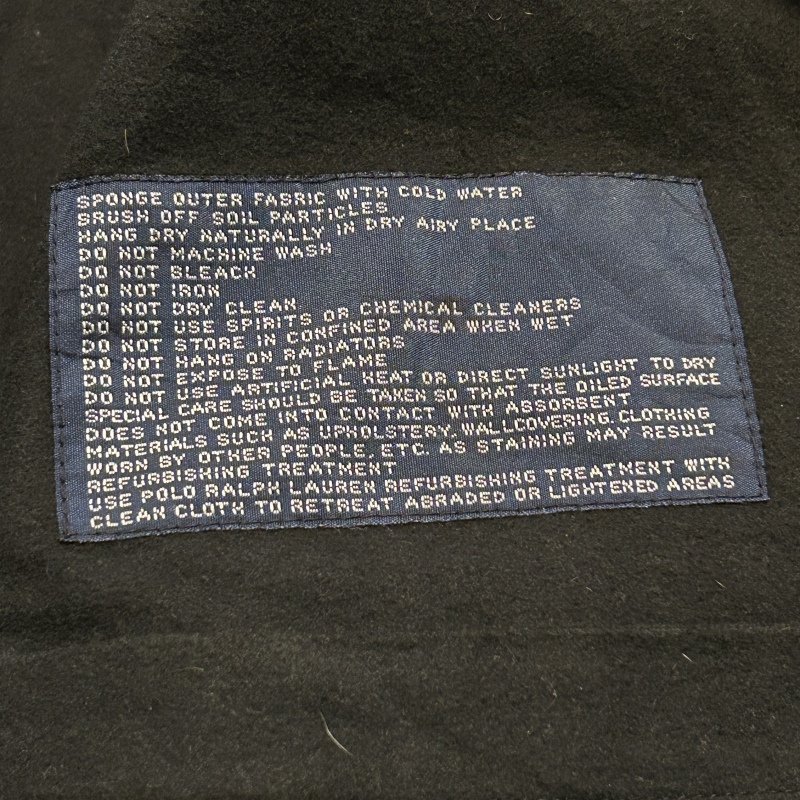 SPONGE OUTER FABRIC WITH COLD WATER
BRUSH OFF SOIL PARTICLES
HANG DRY NATURALLY IN DRY AIRY PLACE
DO NOT MACHINE WASH
DO NOT BLEACH
DO NOT IRON
DO NOT DRY CLEAN
DO NOT USE SPIRITS OR CHEMICAL CLEANERS
DO NOT STORE IN CONFINED AREA WHEN WET
DO NOT HANG ON RADIATORS
DO NOT EXPOSE TO FLAME
DO NOT USE ARTIFICIAL HEAT OR DIRECT SUNLIGHT TO DRY
SPECIAL CARE SHOULD BE TAKEN SO THAT THE OILED SURFACE
DOES NOT COME INTO CONTACT WITH ABSORBENT
MATERIALS SUCH AS UPHOLSTERY, WALLCOVERING. CLOTHING
WORN BY OTHER PEOPLE, ETC. AS STAINING MAY RESULT
REFURBISHING TREATMENT
USE POLO RALPH LAUREN REFURBISHING TREATMENT WITH
CLEAN CLOTH TO RETREAT ABRADED OR LIGHTENED AREAS